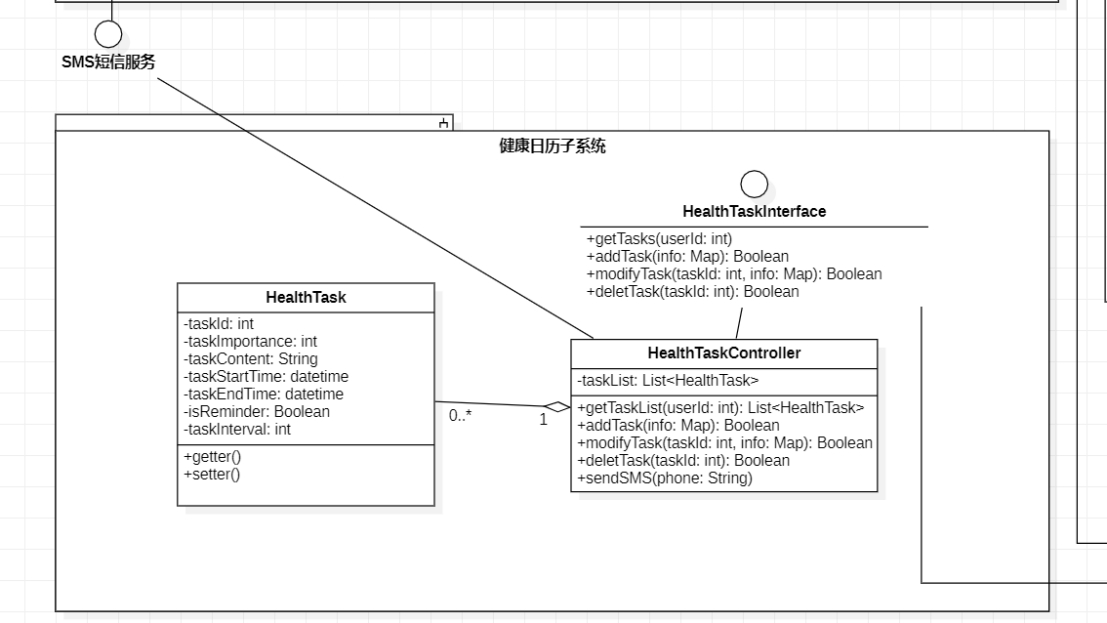 SMS短信服务
健康日历子系统
HealthTaskInterface
+getTasks(userId: int)
+addTask(info: Map): Boolean
+modifyTask(taskId: int, info: Map): Boolean
+deletTask(taskId: int): Boolean
HealthTask
-taskId: int
-taskImportance: int
-taskContent: String
-taskStartTime: datetime
-taskEndTime: datetime
-isReminder: Boolean
-taskInterval: int
+getter()
+setter()
0..*
1
HealthTaskController
-taskList: List<HealthTask>
+getTaskList(userId: int): List<HealthTask>
+addTask(info: Map): Boolean
+modifyTask(taskId: int, info: Map): Boolean
+deletTask(taskId: int): Boolean
+sendSMS(phone: String)